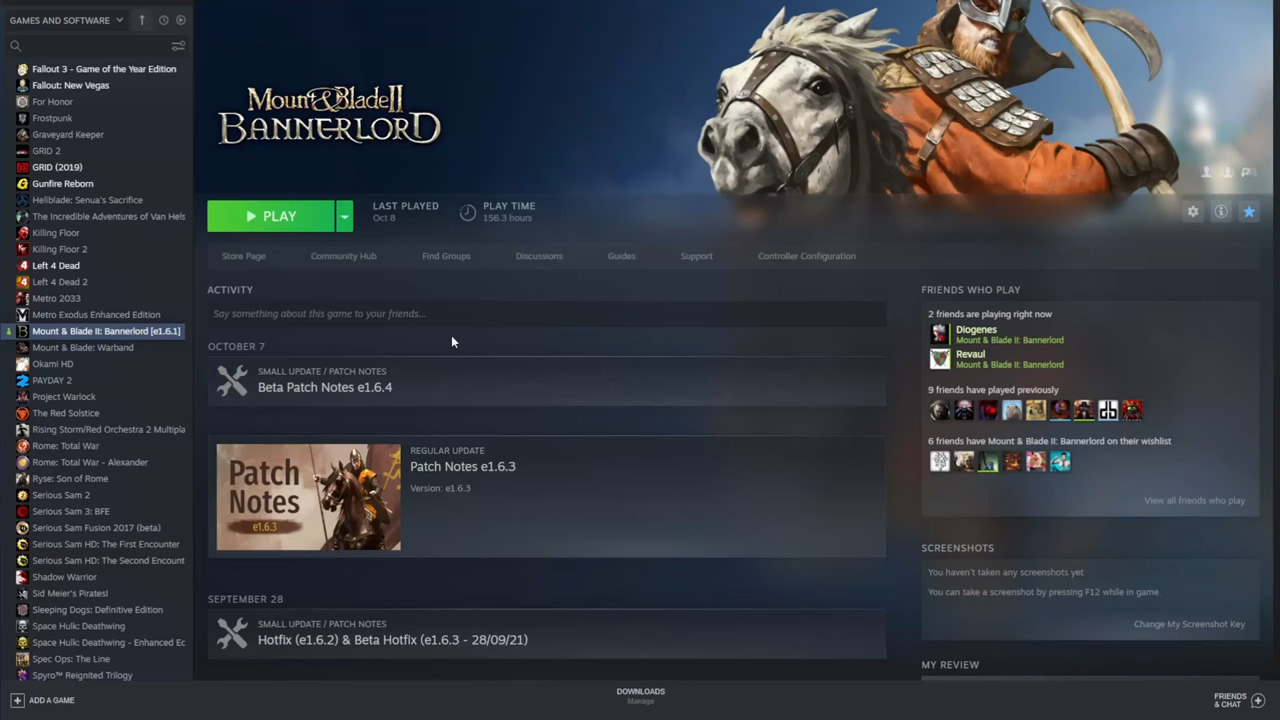 GAMES AND SOFTWARE
Fallout 3 - Game of the Year Edition
Fallout: New Vegas
For Honor
Frostpunk
Graveyard Keeper
GRID 2
GRID (2019)
Gunfire Reborn
Hellblade: Senua's Sacrifice
The Incredible Adventures of Van Hels
Killing Floor
Killing Floor 2
Left 4 Dead
Left 4 Dead 2
Metro 2033
Metro Exodus Enhanced Edition
Mount & Blade II: Bannerlord [e1.6.1]
Mount & Blade: Warband
Okami HD
PAYDAY 2
Project Warlock
The Red Solstice
Rising Storm/Red Orchestra 2 Multipla
Rome: Total War
Rome: Total War - Alexander
Ryse: Son of Rome
Serious Sam 2
Serious Sam 3: BFE
Serious Sam Fusion 2017 (beta)
Serious Sam HD: The First Encounter
Serious Sam HD: The Second Encount
Shadow Warrior
Sid Meier's Pirates!
Sleeping Dogs: Definitive Edition
Space Hulk: Deathwing
Space Hulk: Deathwing - Enhanced Ec
Spec Ops: The Line
Spyro™ Reignited Trilogy
ADD A GAME
Mount & Blade II
BANNERLORD
PLAY
LAST PLAYED
Oct 8
PLAY TIME
156.3 hours
Store Page
Community Hub
Find Groups
Discussions
Guides
Support
Controller Configuration
ACTIVITY
Say something about this game to your friends...
OCTOBER 7
SMALL UPDATE / PATCH NOTES
Beta Patch Notes e1.6.4
Patch
Notes
e1.6.3
REGULAR UPDATE
Patch Notes e1.6.3
Version: e1.6.3
SEPTEMBER 28
SMALL UPDATE / PATCH NOTES
Hotfix (e1.6.2) & Beta Hotfix (e1.6.3 - 28/09/21)
FRIENDS WHO PLAY
2 friends are playing right now
Diogenes
Mount & Blade II: Bannerlord
Revaul
Mount & Blade II: Bannerlord
9 friends have played previously
db
6 friends have Mount & Blade II: Bannerlord on their wishlist
View all friends who play
SCREENSHOTS
You haven't taken any screenshots yet
You can take a screenshot by pressing F12 while in game.
Change My Screenshot Key
MY REVIEW
DOWNLOADS
Manage
FRIENDS
& CHAT